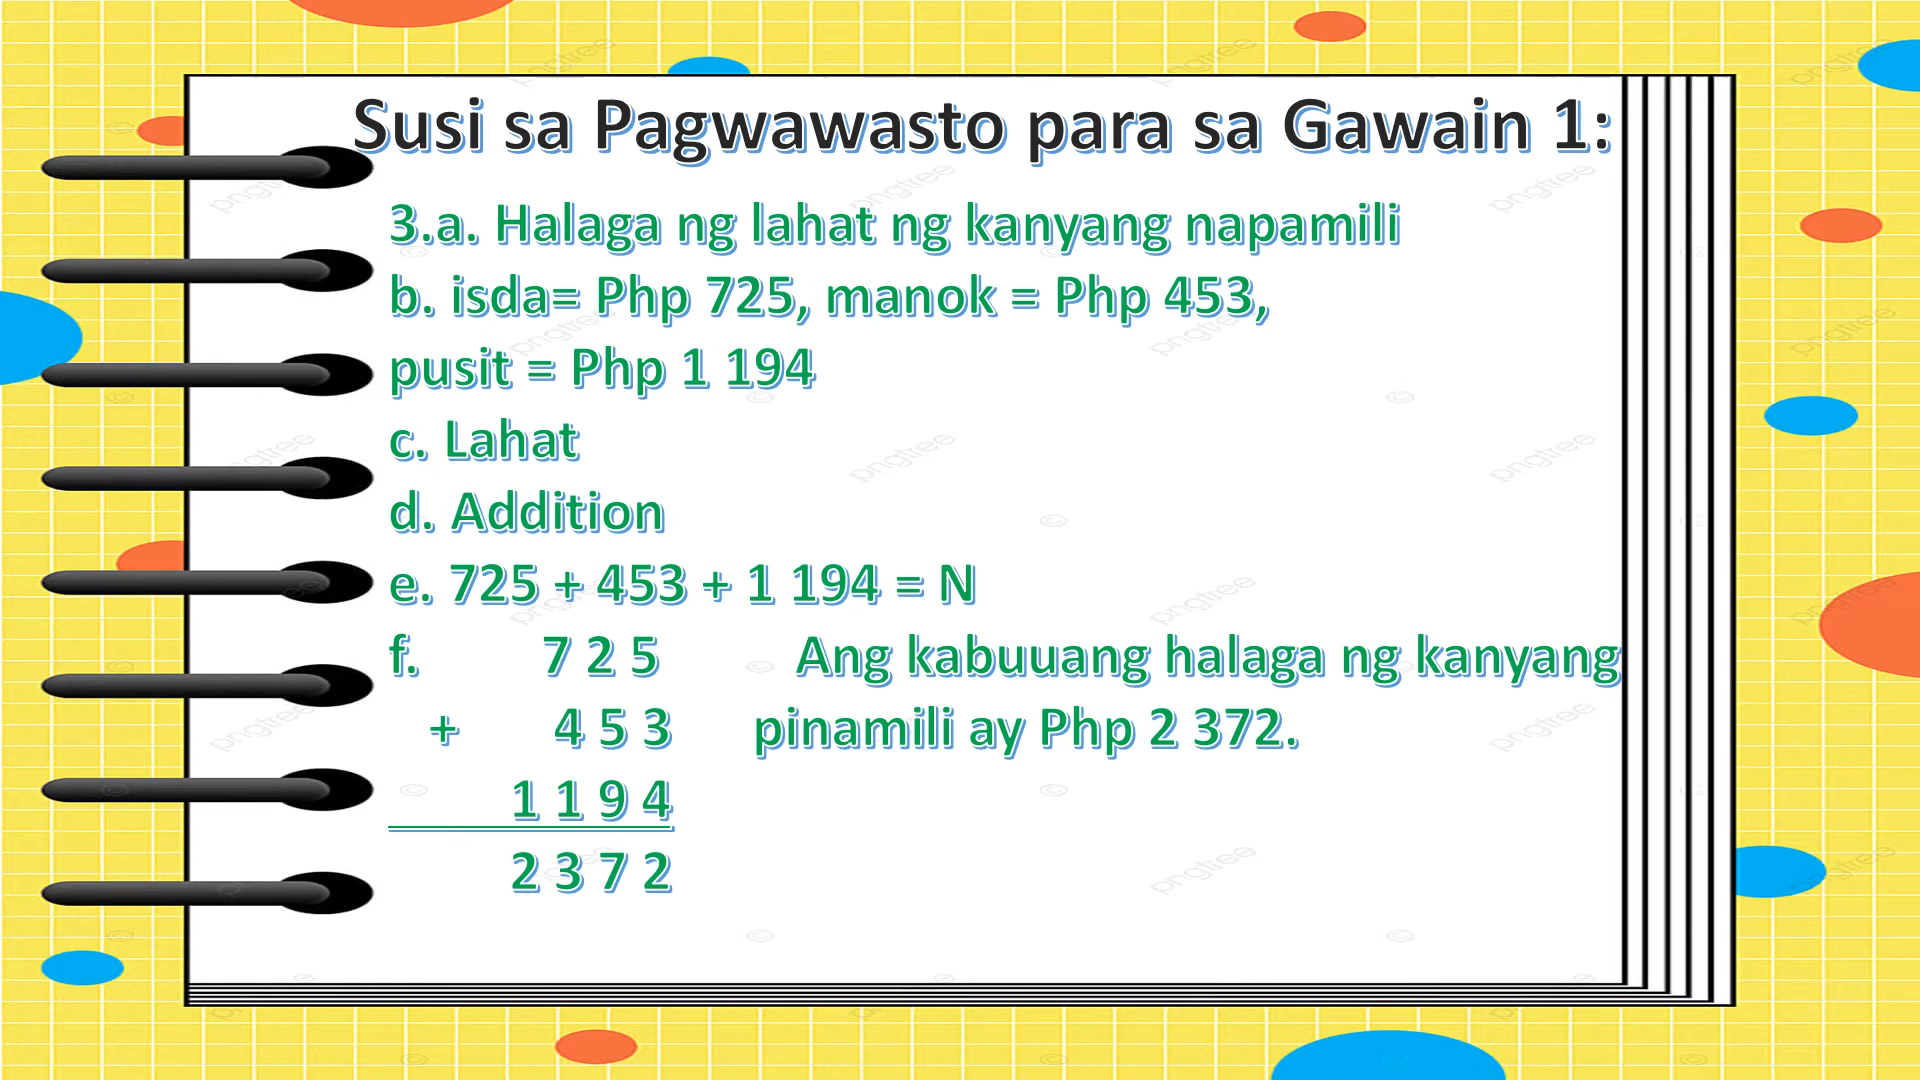 Susi sa Pagwawasto para sa Gawain 1:
3.a. Halaga ng lahat ng kanyang napamili
b. isda= Php 725, manok = Php 453,
pusit = Php 1 194
c. Lahat
d. Addition
e. 725 + 453 + 1 194 = N
f. 7 2 5 Ang kabuuang halaga ng kanyang
+ 4 5 3 pinamili ay Php 2 372.
1 1 9 4
2 3 7 2